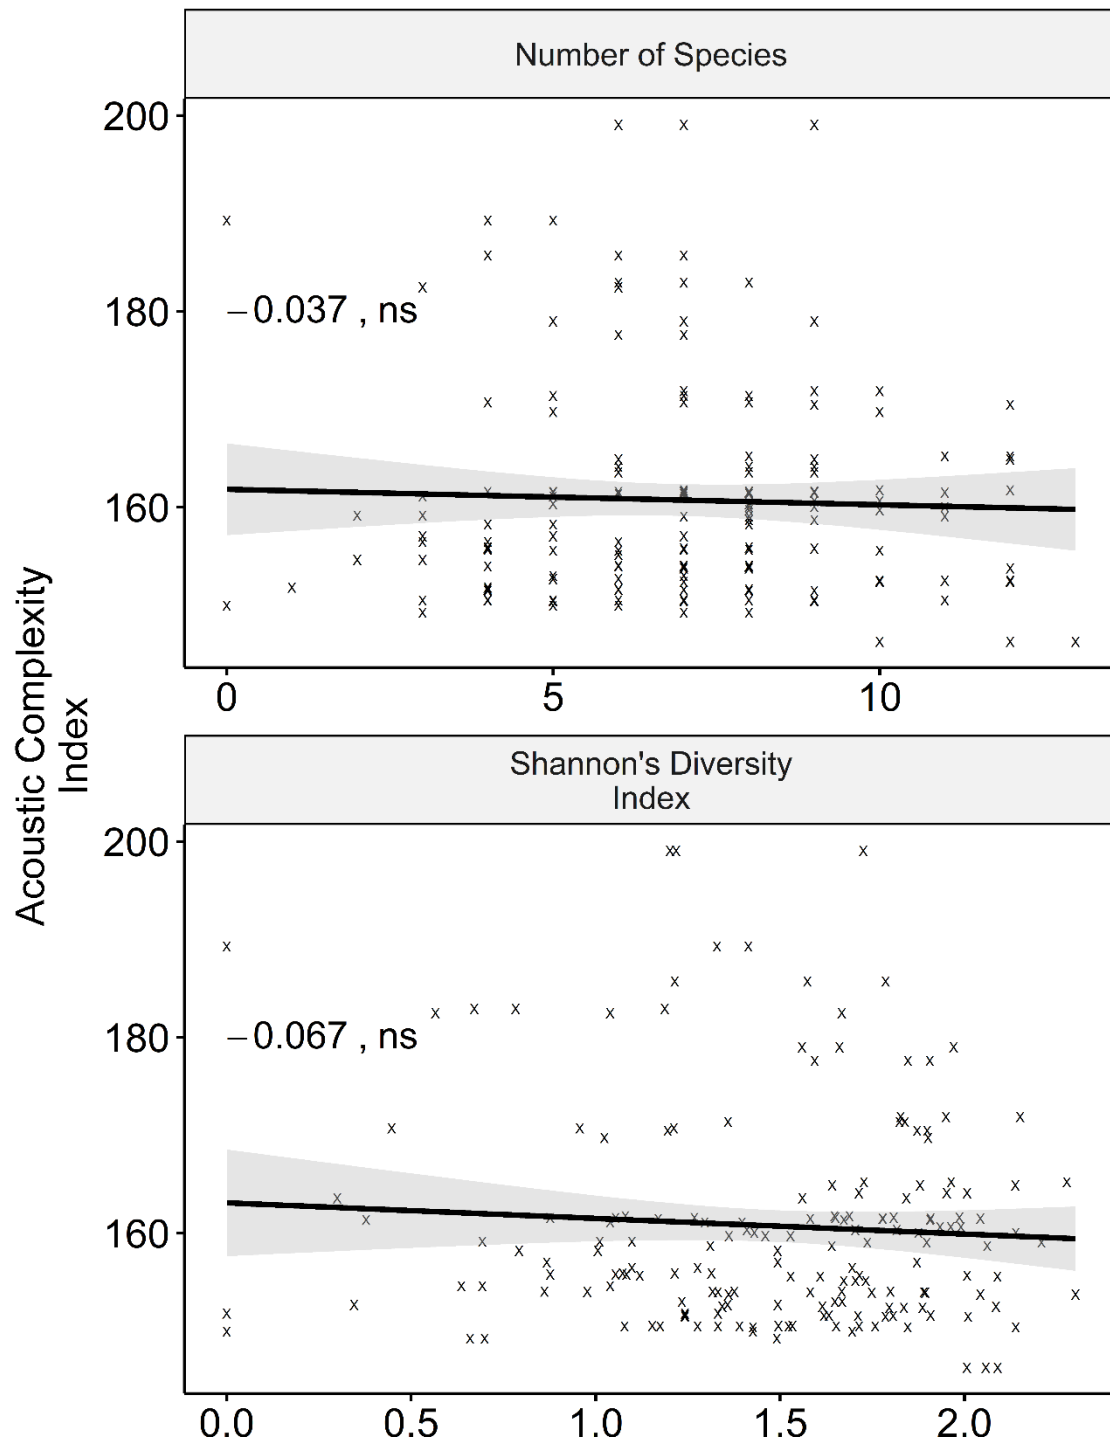 Number of Species
200
180
160
−0.037 , ns
0
5
10
Acoustic Complexity
Index
Shannon's Diversity
Index
200
180
160
−0.067 , ns
0.0
0.5
1.0
1.5
2.0